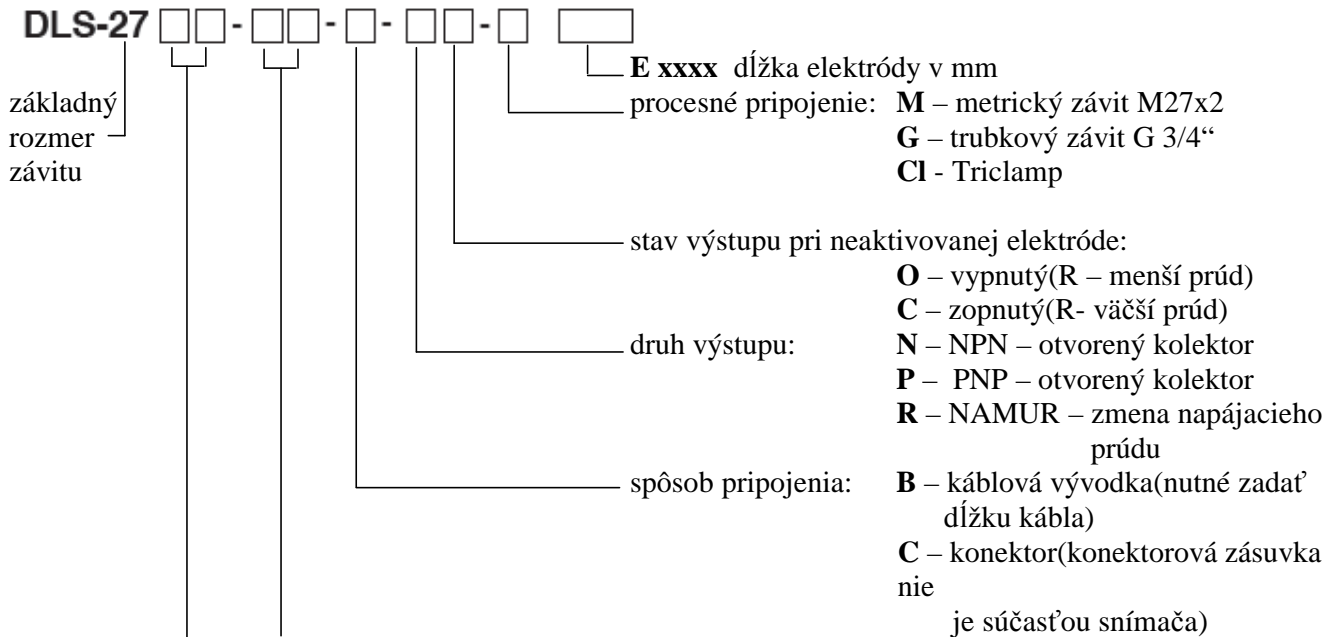 DLS-27 □□ - □□ - □ - □□ - □ □
E xxxx dĺžka elektródy v mm
základný
rozmer
závitu
procesné pripojenie: M – metrický závit M27x2
G – trubkový závit G 3/4“
Cl - Triclamp
stav výstupu pri neaktivovanej elektróde:
O – vypnutý(R – menší prúd)
C – zopnutý(R- väčší prúd)
druh výstupu: N – NPN – otvorený kolektor
P – PNP – otvorený kolektor
R – NAMUR – zmena napájacieho
prúdu
spôsob pripojenia: B – káblová vývodka(nutné zadať
dĺžku kábla)
C – konektor(konektorová zásuvka
nie
je súčasťou snímača)